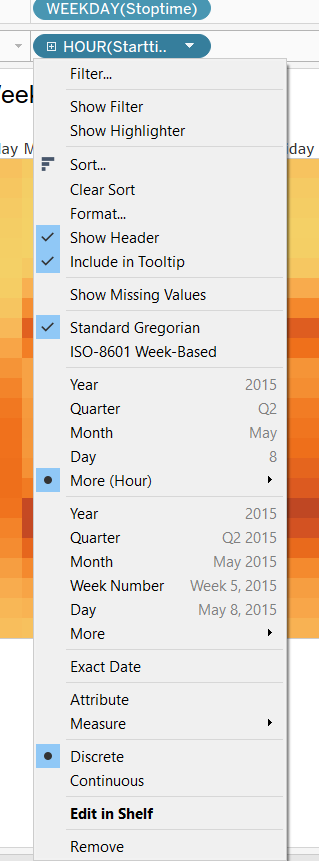 WEEKDAY(Stoptime)
HOUR(Startti..
Filter...
Week
Show Filter
Show Highlighter
day M
day
Sort...
Clear Sort
Format...
Show Header
Include in Tooltip
Show Missing Values
Standard Gregorian
ISO-8601 Week-Based
Year 2015
Quarter Q2
Month May
Day 8
More (Hour)
Year 2015
Quarter Q2 2015
Month May 2015
Week Number Week 5, 2015
Day May 8, 2015
More
Exact Date
Attribute
Measure
Discrete
Continuous
Edit in Shelf
Remove